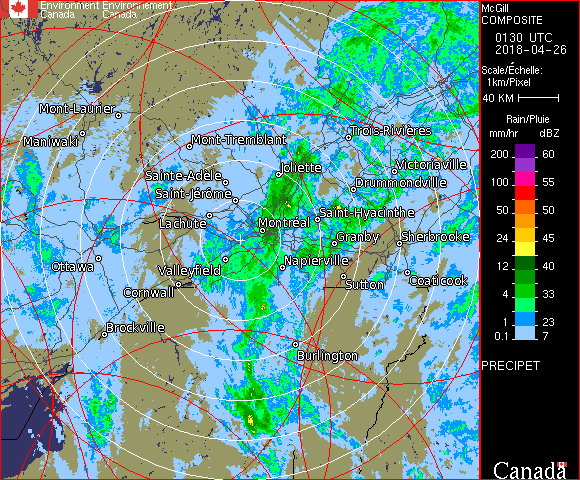 Environment Environnement
Canada Canada
McGill
COMPOSITE
0130 UTC
2018-04-26
Scale/Échelle:
1km/Pixel
40 KM
Rain/Pluie
mm/hr dBZ
200 60
100 55
50 50
24 45
12 40
4 33
1 23
0.1 7
PRECIPET
Canada
Mont-Laurier
Maniwaki
Mont-Tremblant
Trois-Rivières
Sainte-Adele
Joliette
Victoriaville
Saint-Jérôme
Drummondville
Lachute
Montréal
Saint-Hyacinthe
Granby
Sherbrooke
Ottawa
Valleyfield
Napierville
Cornwall
Sutton
Coaticook
Brockville
Burlington